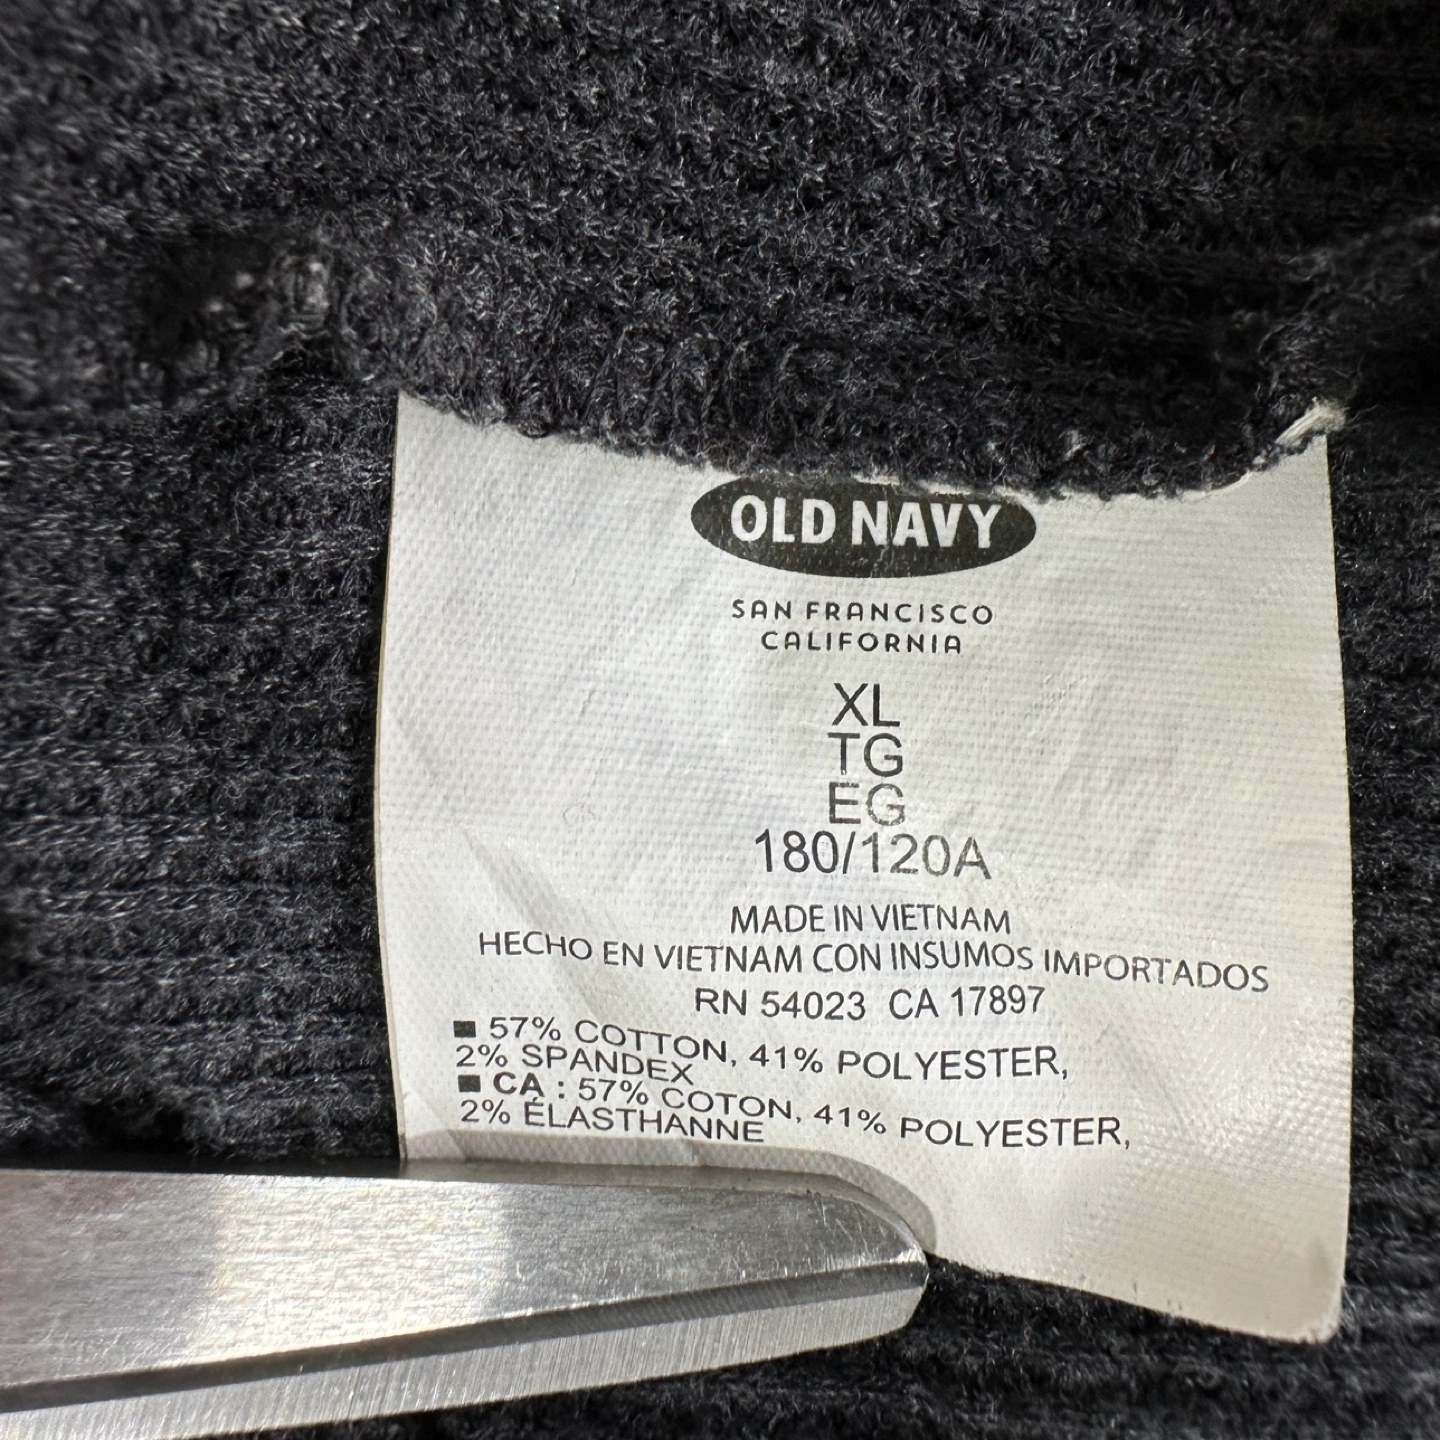 OLD NAVY
SAN FRANCISCO
CALIFORNIA
XL
TG
EG
180/120A
MADE IN VIETNAM
HECHO EN VIETNAM CON INSUMOS IMPORTADOS
RN 54023 CA 17897
■ 57% COTTON, 41% POLYESTER,
2% SPANDEX
■ CA : 57% COTON, 41% POLYESTER,
2% ÉLASTHANNE